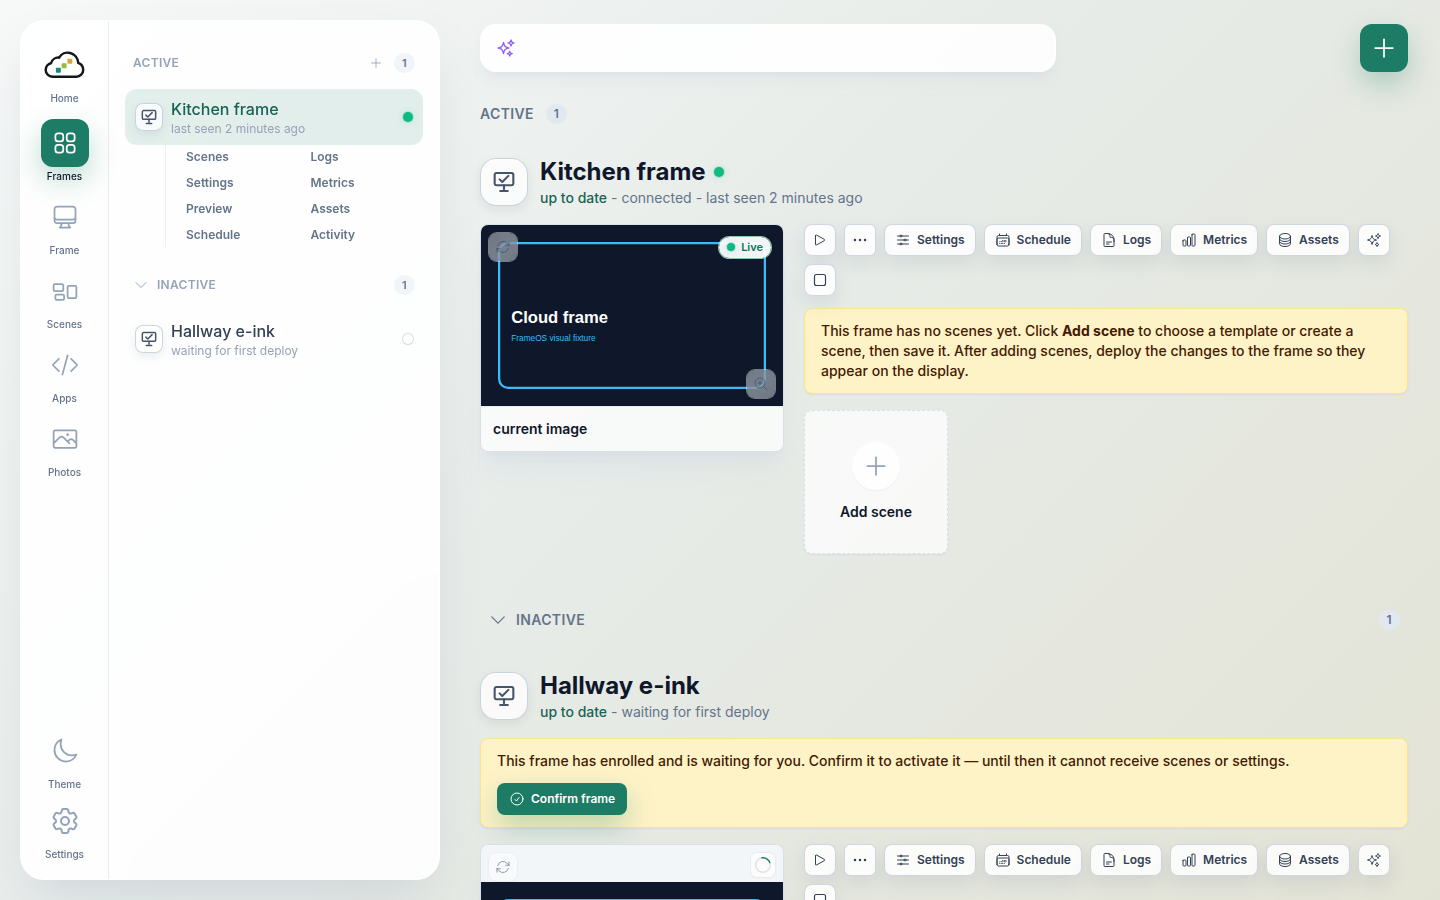 Home
Frames
Frame
Scenes
Apps
Photos
Theme
Settings
ACTIVE
1
Kitchen frame
last seen 2 minutes ago
Scenes
Logs
Settings
Metrics
Preview
Assets
Schedule
Activity
INACTIVE
1
Hallway e-ink
waiting for first deploy
ACTIVE 1
Kitchen frame
up to date - connected - last seen 2 minutes ago
Live
Cloud frame
FrameOS visual fixture
current image
Settings
Schedule
Logs
Metrics
Assets
This frame has no scenes yet. Click Add scene to choose a template or create a
scene, then save it. After adding scenes, deploy the changes to the frame so they
appear on the display.
Add scene
INACTIVE
1
Hallway e-ink
up to date - waiting for first deploy
This frame has enrolled and is waiting for you. Confirm it to activate it — until then it cannot receive scenes or settings.
Confirm frame
Settings
Schedule
Logs
Metrics
Assets